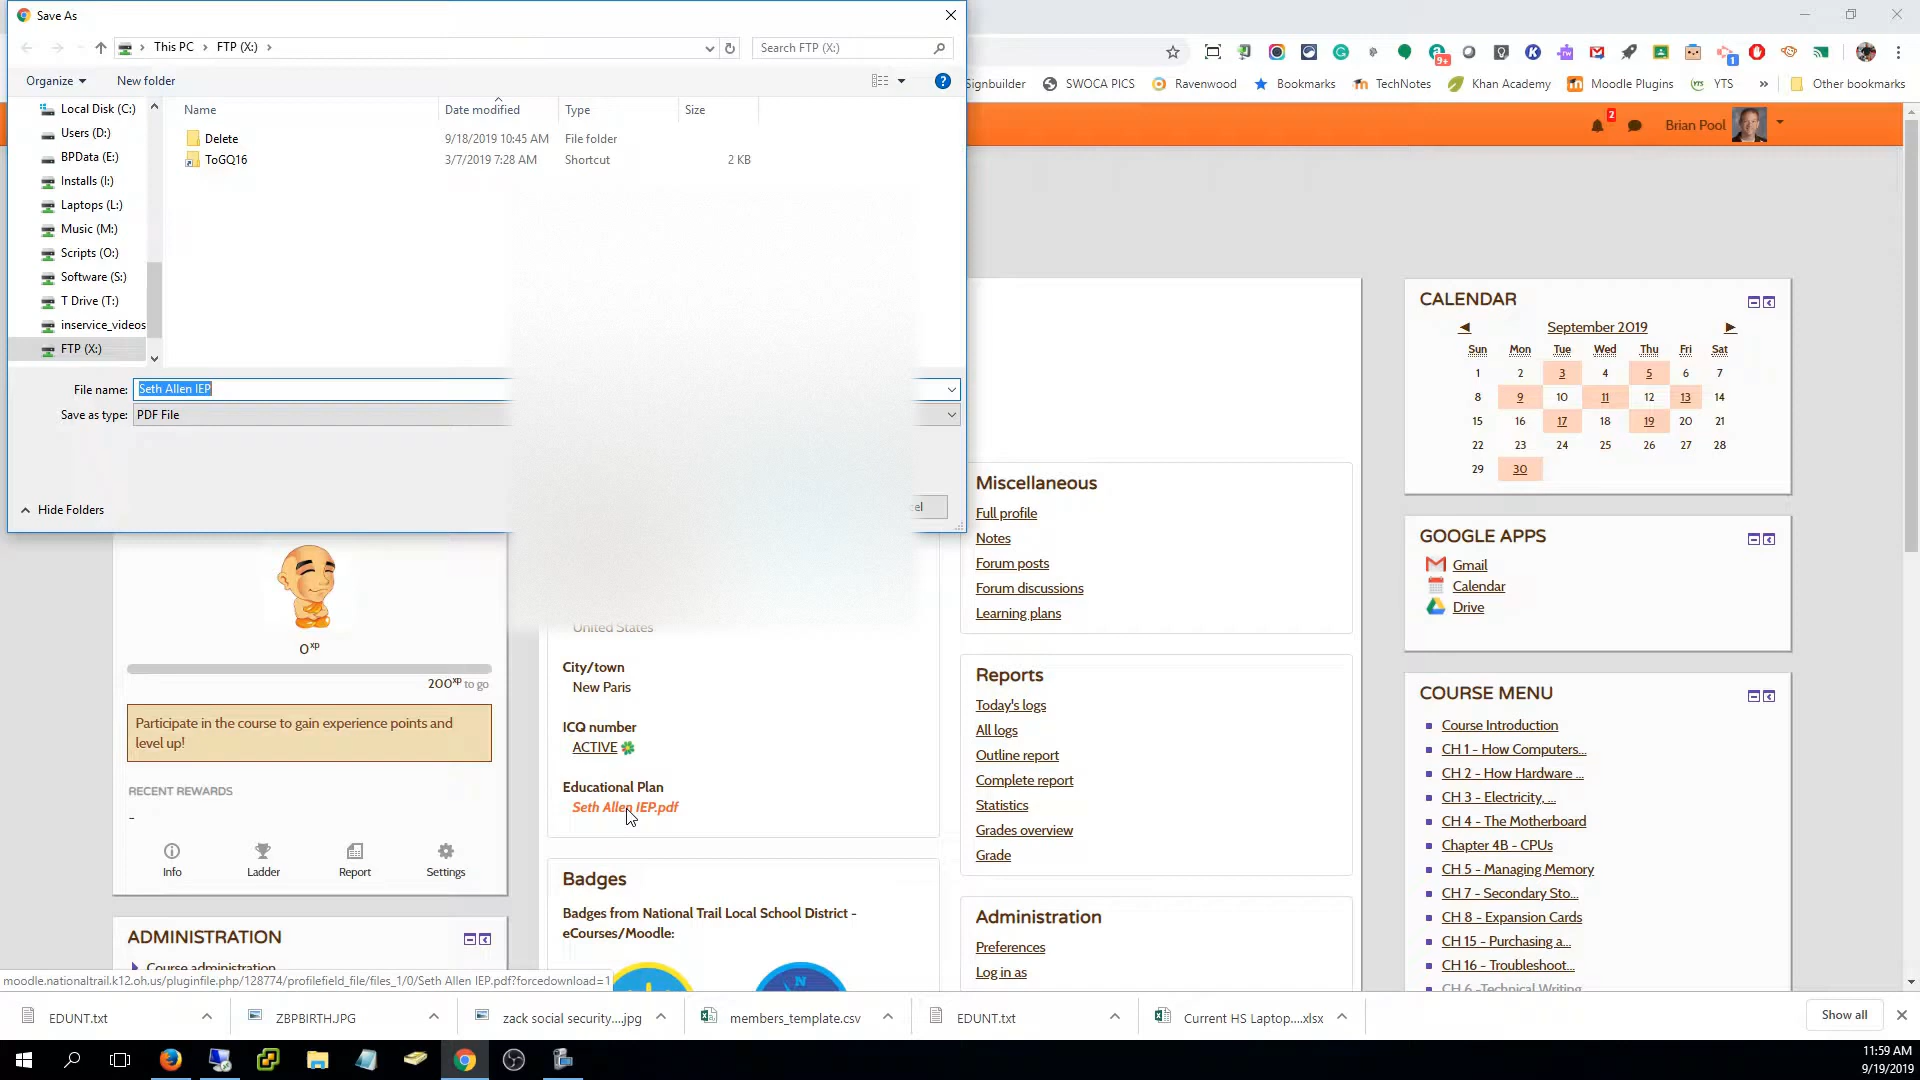 Save As
This PC
FTP (X:)
Search FTP (X:)
Organize
New folder
Local Disk (C:)
Users (D:)
BPData (E:)
Installs (I:)
Laptops (L:)
Music (M:)
Scripts (O:)
Software (S:)
T Drive (T:)
inservice_videos
FTP (X:)
Name
Date modified
Type
Size
Delete
9/18/2019 10:45 AM
File folder
ToGQ16
3/7/2019 7:28 AM
Shortcut
2 KB
File name:
Seth Allen IEP
Save as type:
PDF File
Hide Folders
9+
1
Signbuilder
SWOCA PICS
Ravenwood
Bookmarks
TechNotes
Khan Academy
Moodle Plugins
YTS
YTS
»
Other bookmarks
2
Brian Pool
0xp
200xp to go
Participate in the course to gain experience points and
level up!
RECENT REWARDS
-
Info
Ladder
Report
Settings
ADMINISTRATION
Course administration
United States
City/town
New Paris
ICQ number
ACTIVE
Educational Plan
Seth Allen IEP.pdf
Badges
Badges from National Trail Local School District -
eCourses/Moodle:
N
Miscellaneous
Full profile
Notes
Forum posts
Forum discussions
Learning plans
Reports
Today's logs
All logs
Outline report
Complete report
Statistics
Grades overview
Grade
Administration
Preferences
Log in as
CALENDAR
September 2019
Sun Mon Tue Wed Thu Fri Sat
1 2 3 4 5 6 7
8 9 10 11 12 13 14
15 16 17 18 19 20 21
22 23 24 25 26 27 28
29 30
GOOGLE APPS
Gmail
Calendar
Drive
COURSE MENU
Course Introduction
CH 1 - How Computers...
CH 2 - How Hardware ...
CH 3 - Electricity, ...
CH 4 - The Motherboard
Chapter 4B - CPUs
CH 5 - Managing Memory
CH 7 - Secondary Sto...
CH 8 - Expansion Cards
CH 15 - Purchasing a...
CH 16 - Troubleshoot...
CH 6 -Technical Writing
moodle.nationaltrail.k12.oh.us/pluginfile.php/128774/profilefield_file/files_1/0/Seth Allen IEP.pdf?forcedownload=1
EDUNT.txt
ZBPBIRTH.JPG
zack social security....jpg
members_template.csv
EDUNT.txt
Current HS Laptop....xlsx
Show all
11:59 AM
9/19/2019